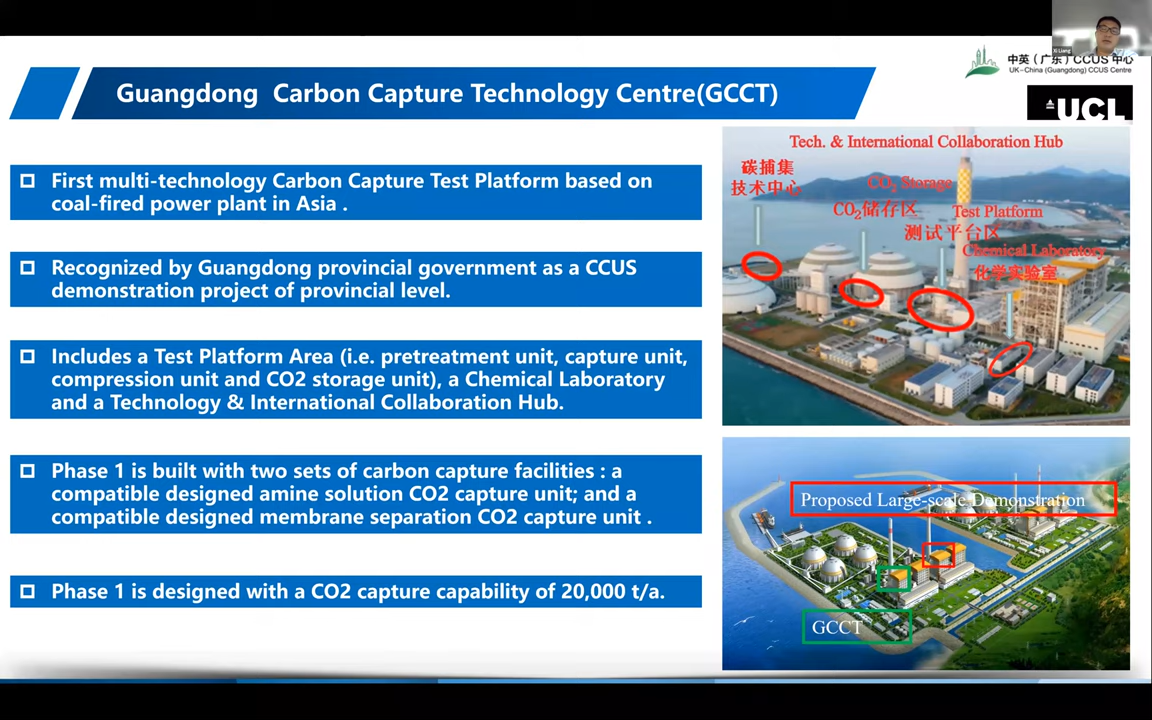 Xi Liang
中英（广东）CCUS 中心
UK-China (Guangdong) CCUS Centre
UCL
Guangdong Carbon Capture Technology Centre(GCCT)
First multi-technology Carbon Capture Test Platform based on
coal-fired power plant in Asia .
Recognized by Guangdong provincial government as a CCUS
demonstration project of provincial level.
Includes a Test Platform Area (i.e. pretreatment unit, capture unit,
compression unit and CO2 storage unit), a Chemical Laboratory
and a Technology & International Collaboration Hub.
Phase 1 is built with two sets of carbon capture facilities : a
compatible designed amine solution CO2 capture unit; and a
compatible designed membrane separation CO2 capture unit .
Phase 1 is designed with a CO2 capture capability of 20,000 t/a.
Tech. & International Collaboration Hub
碳捕集
技术中心
CO₂ Storage
CO₂储存区
Test Platform
测试平台区
Chemical Laboratory
化学实验室
Proposed Large-scale Demonstration
GCCT